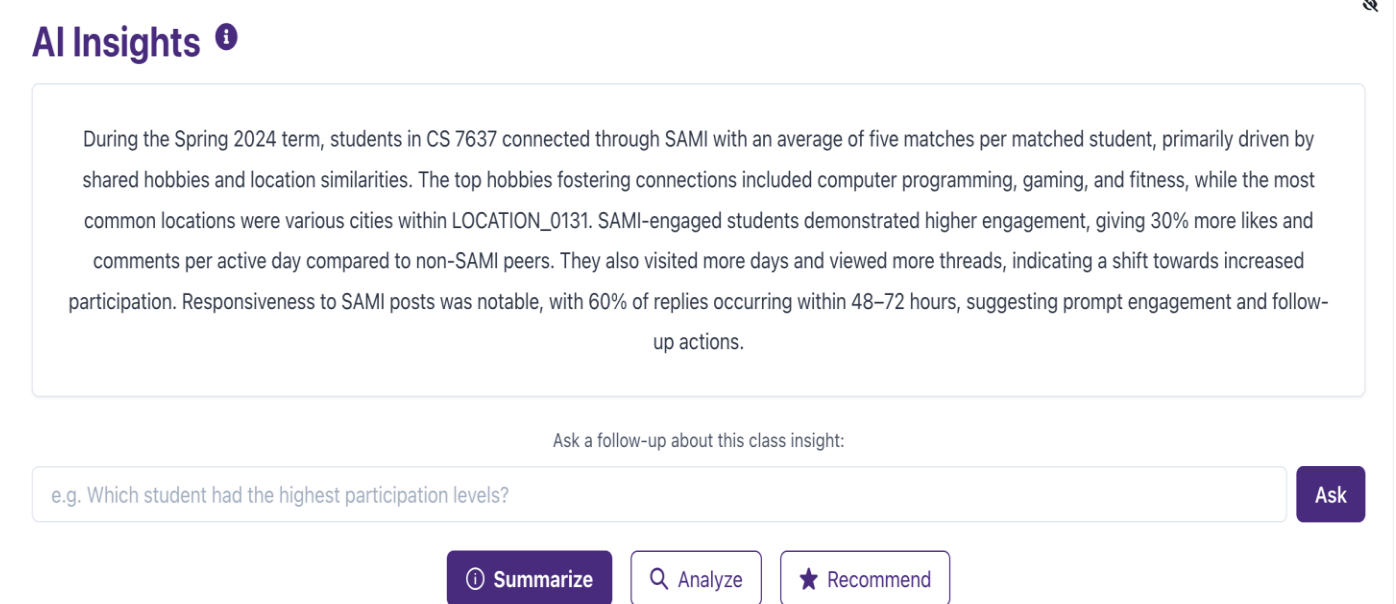 AI Insights
During the Spring 2024 term, students in CS 7637 connected through SAMI with an average of five matches per matched student, primarily driven by
shared hobbies and location similarities. The top hobbies fostering connections included computer programming, gaming, and fitness, while the most
common locations were various cities within LOCATION_0131. SAMI-engaged students demonstrated higher engagement, giving 30% more likes and
comments per active day compared to non-SAMI peers. They also visited more days and viewed more threads, indicating a shift towards increased
participation. Responsiveness to SAMI posts was notable, with 60% of replies occurring within 48–72 hours, suggesting prompt engagement and follow-
up actions.
Ask a follow-up about this class insight:
e.g. Which student had the highest participation levels?
Ask
Summarize
Analyze
Recommend